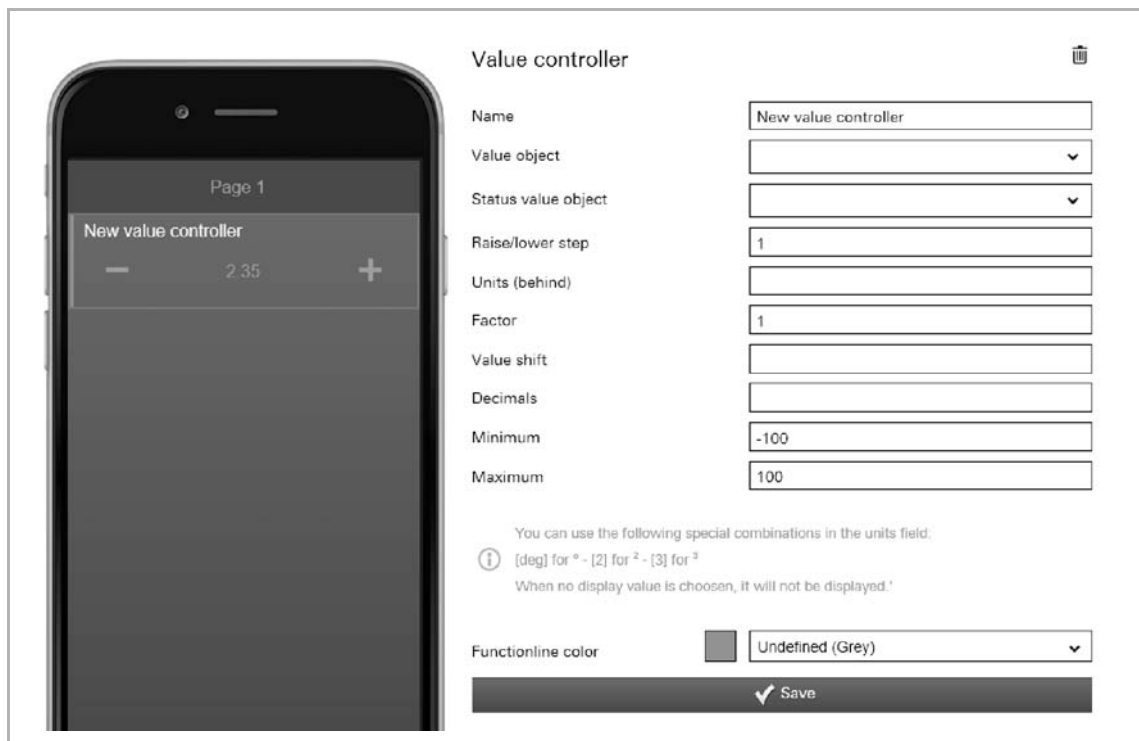 Page 1
New value controller
2.35
Value controller
Name
New value controller
Value object
Status value object
Raise/lower step
1
Units (behind)
Factor
1
Value shift
Decimals
Minimum
-100
Maximum
100
You can use the following special combinations in the units field:
[deg] for º - [2] for ² - [3] for ³
When no display value is choosen, it will not be displayed.'
Functionline color
Undefined (Grey)
Save